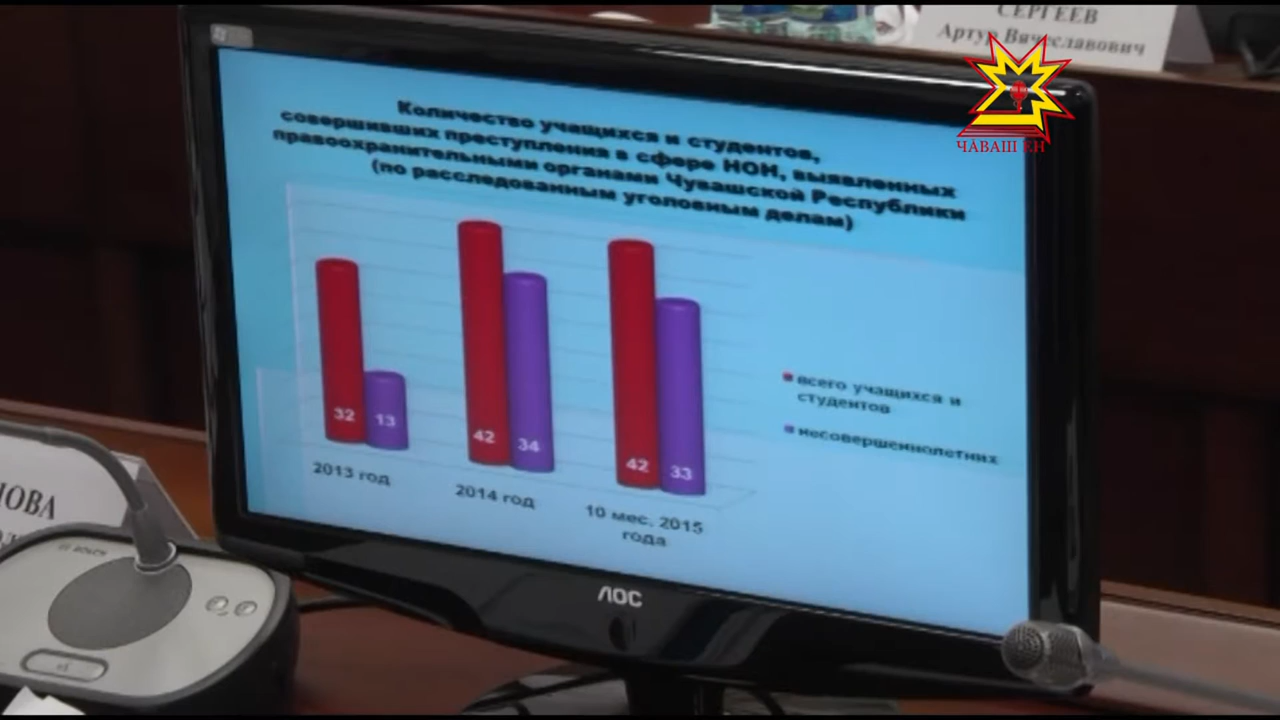 СЕРГЕЕВ
Артур Вячеславович
ЧӐВАШ ЕН
Количество учащихся и студентов,
совершивших преступления в сфере НОН, выявленных
правоохранительными органами Чувашской Республики
(по расследованным уголовным делам)
32
13
42
34
42
33
2013 год
2014 год
10 мес. 2015
года
всего учащихся и
студентов
несовершеннолетних
НОВА
AOC